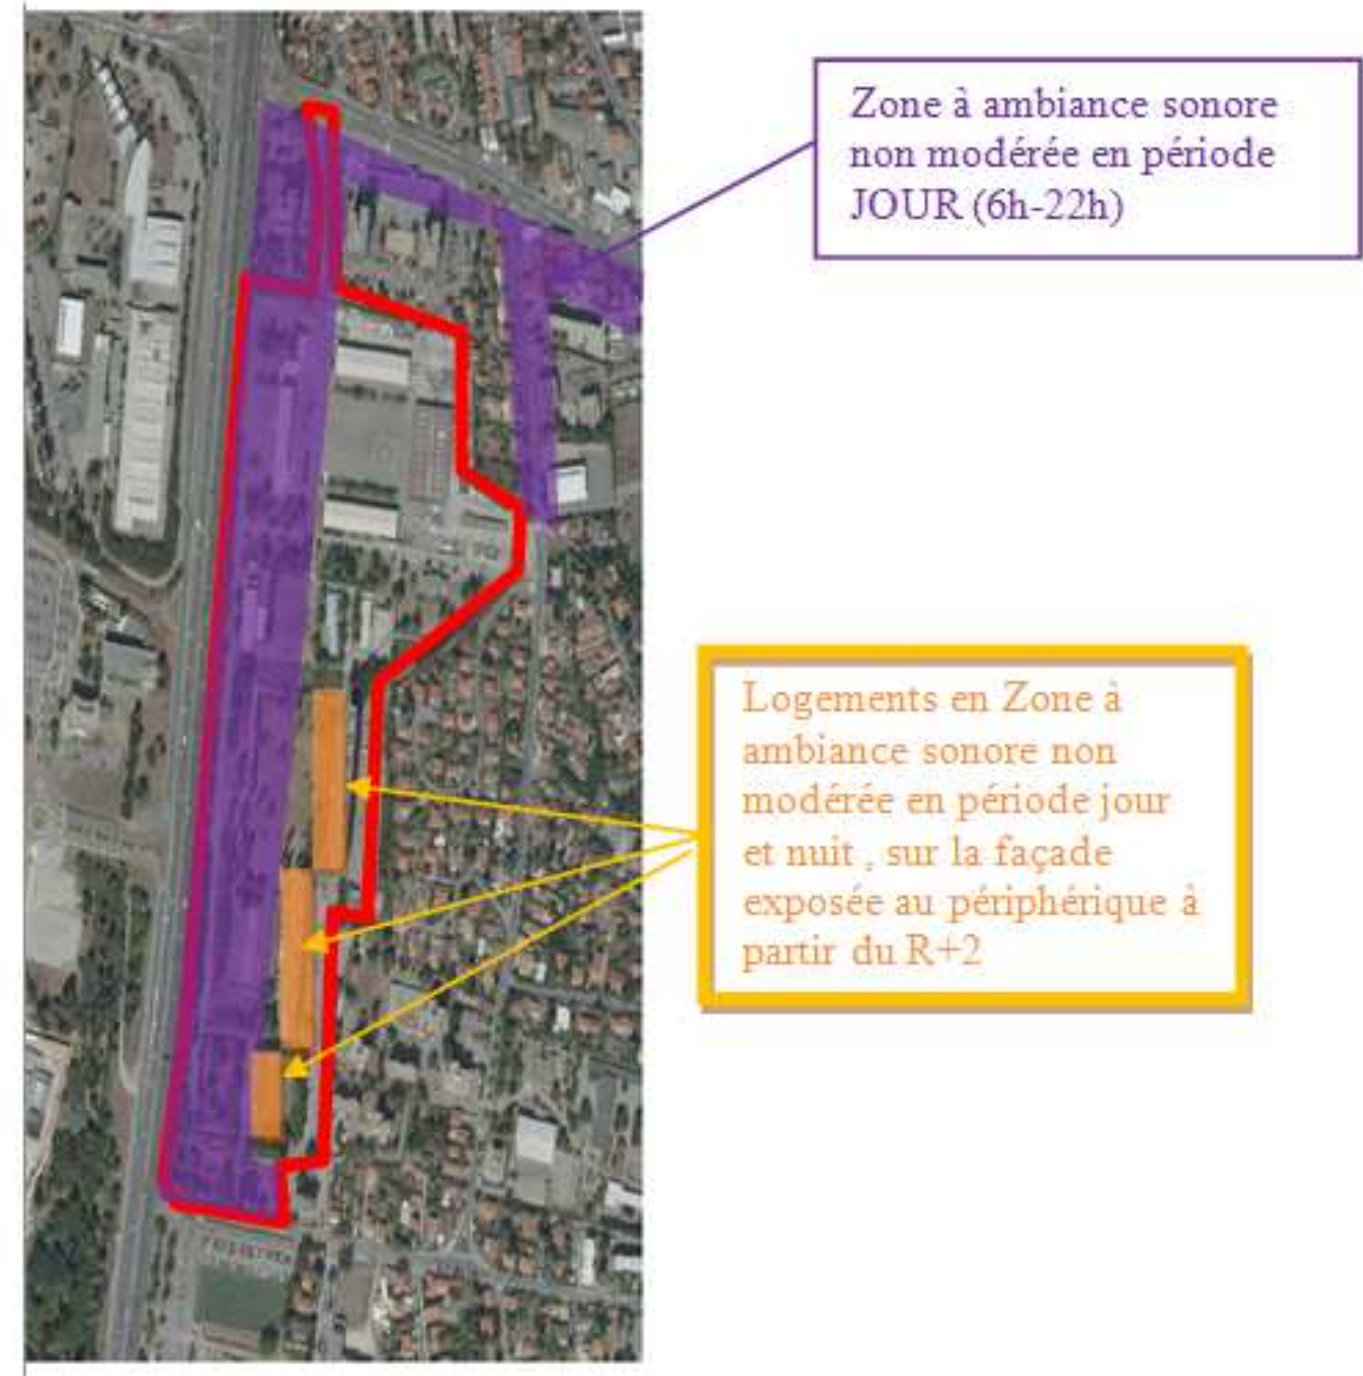 Zone à ambiance sonore
non modérée en période
JOUR (6h-22h)
Logements en Zone à
ambiance sonore non
modérée en période jour
et nuit , sur la façade
exposée au périphérique à
partir du R+2